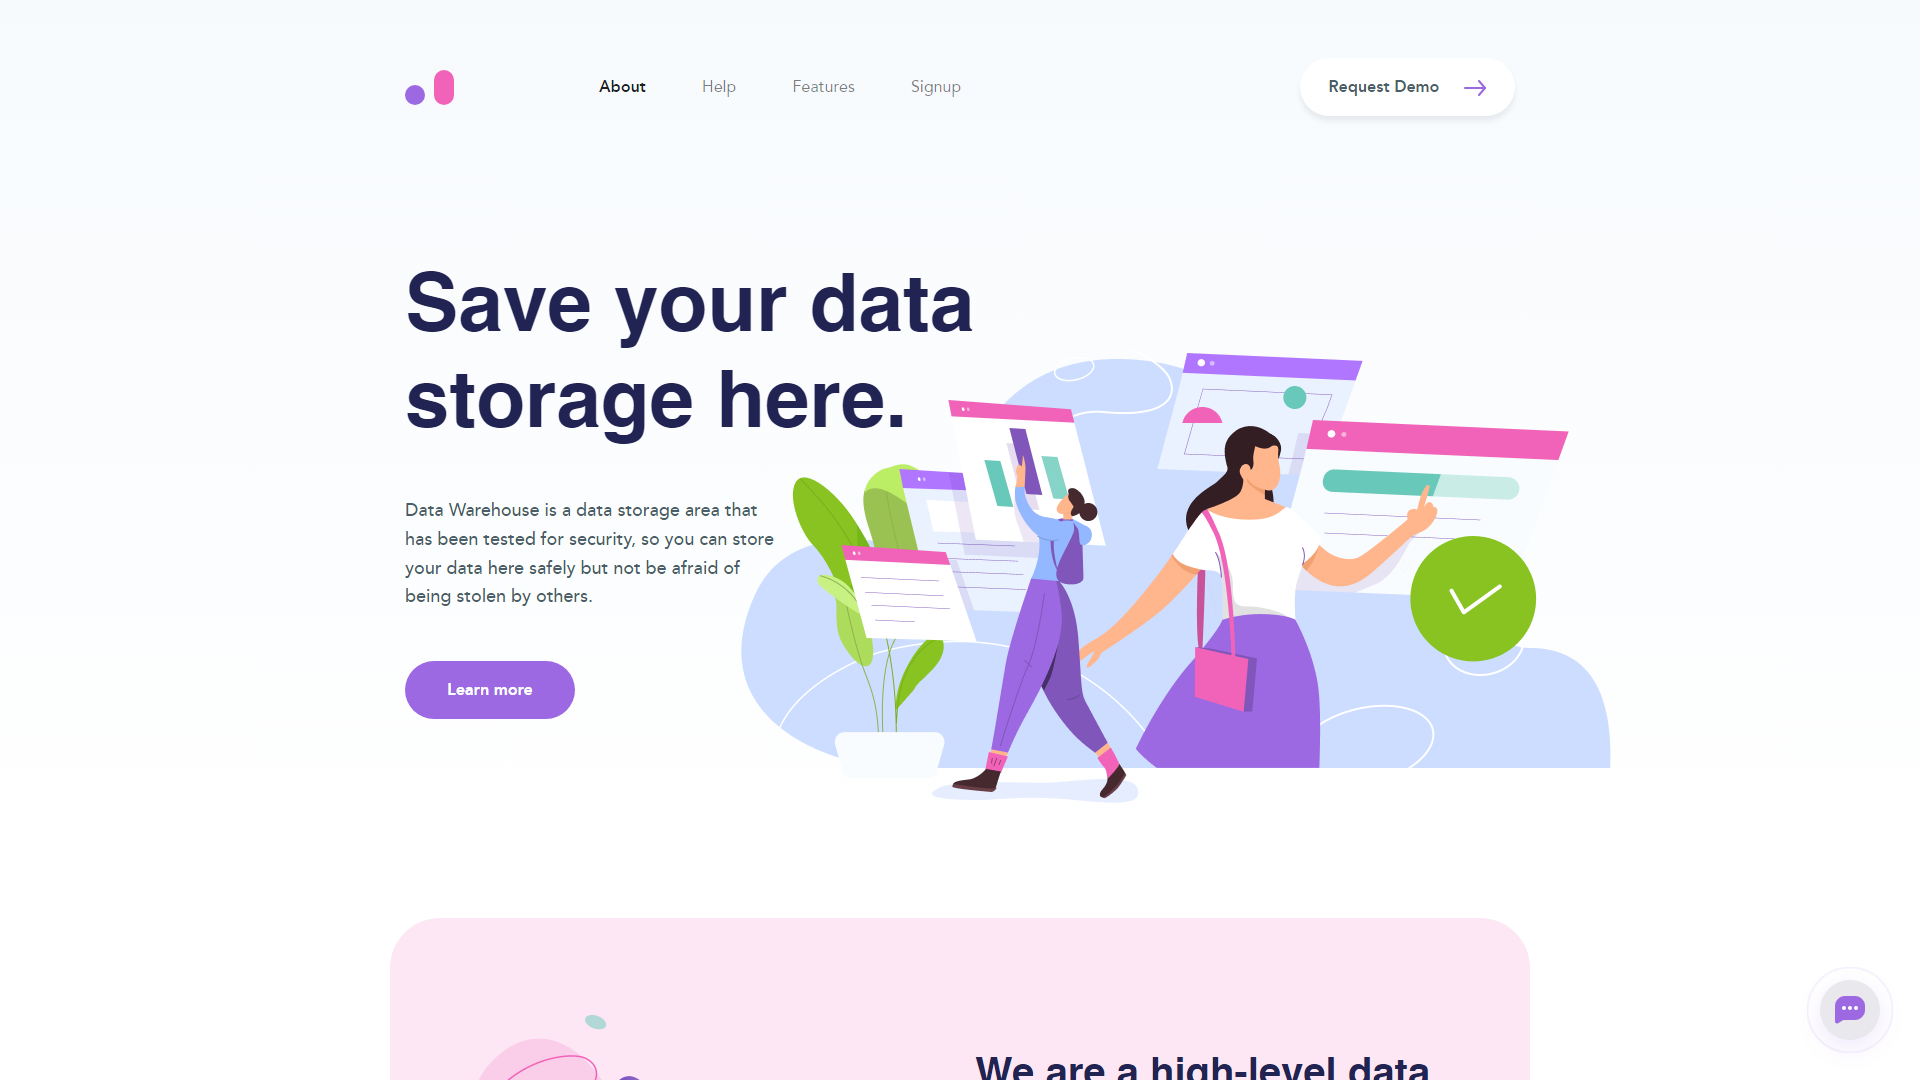 About
Help
Features
Signup
Request Demo
Save your data
storage here.
Data Warehouse is a data storage area that
has been tested for security, so you can store
your data here safely but not be afraid of
being stolen by others.
Learn more
We are a high-level data